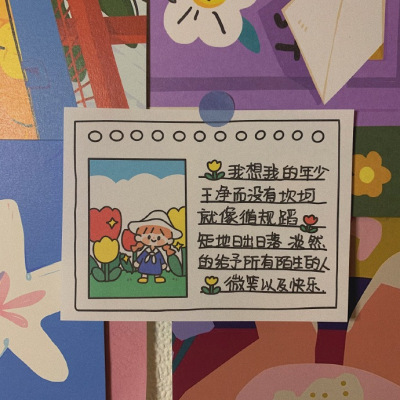 我想我的年少
干净而没有坎坷
就像循规蹈
矩地日出日落 淡然
的给予所有陌生的人
微笑以及快乐.